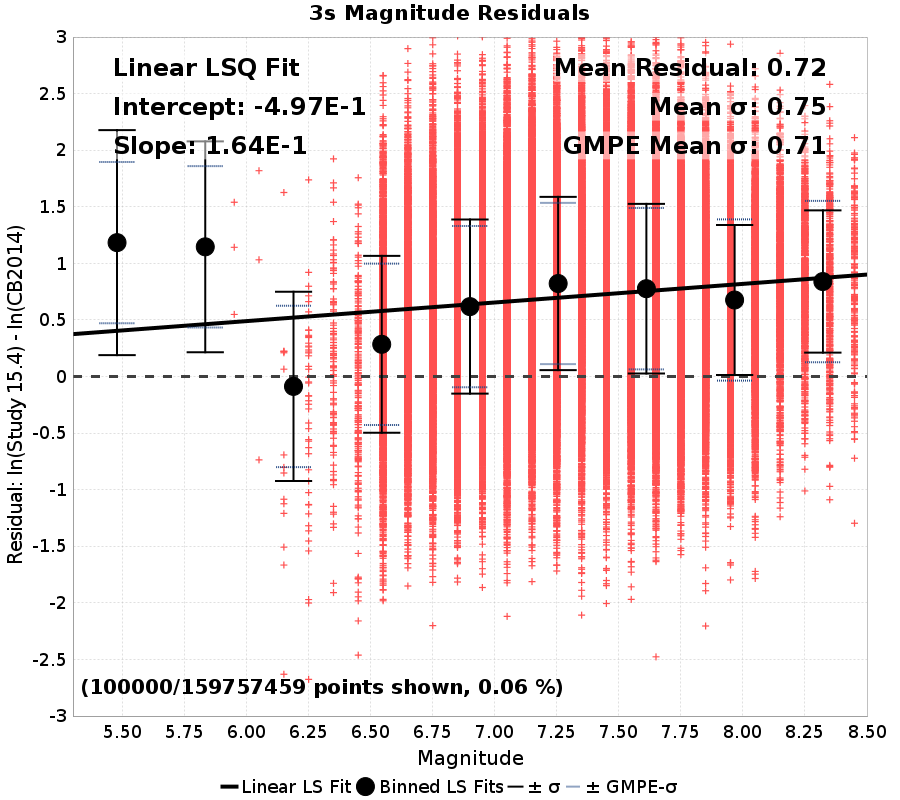 3s Magnitude Residuals
Linear LSQ Fit
Intercept: -4.97E-1
Slope: 1.64E-1
Mean Residual: 0.72
Mean σ: 0.75
GMPE Mean σ: 0.71
Residual: ln(Study 15.4) - ln(CB2014)
3
2.5
2
1.5
1
0.5
0
-0.5
-1
-1.5
-2
-2.5
-3
(100000/159757459 points shown, 0.06 %)
5.50 5.75 6.00 6.25 6.50 6.75 7.00 7.25 7.50 7.75 8.00 8.25 8.50
Magnitude
Linear LS Fit Binned LS Fits ± σ ± GMPE-σ